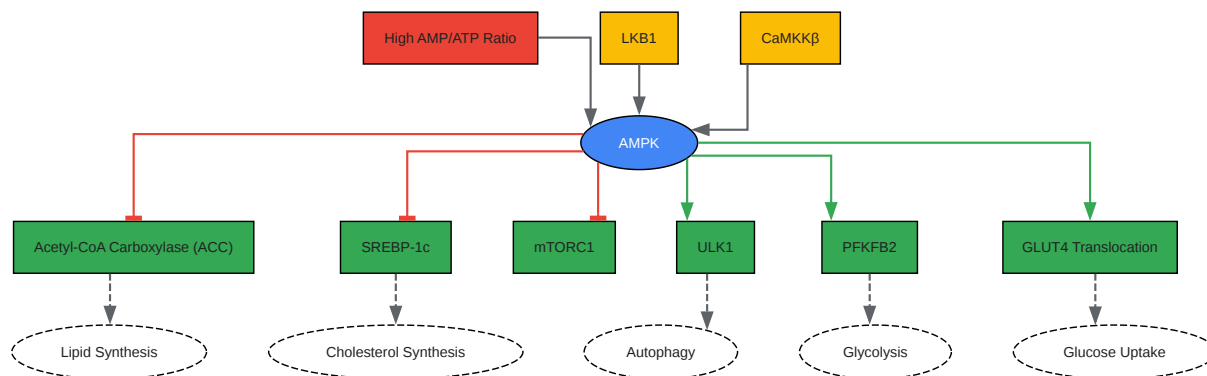 High AMP/ATP Ratio
LKB1
CaMKKβ
AMPK
Acetyl-CoA Carboxylase (ACC)
SREBP-1c
mTORC1
ULK1
PFKFB2
GLUT4 Translocation
Lipid Synthesis
Cholesterol Synthesis
Autophagy
Glycolysis
Glucose Uptake